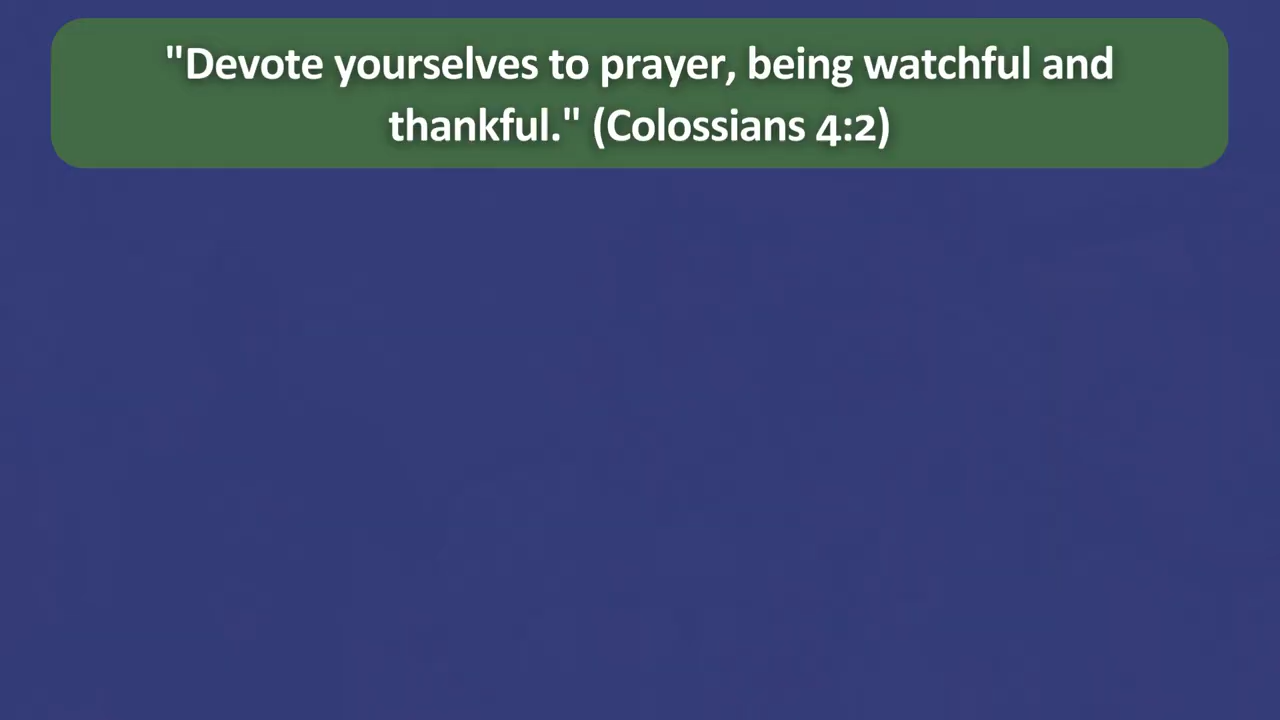 "Devote yourselves to prayer, being watchful and
thankful." (Colossians 4:2)